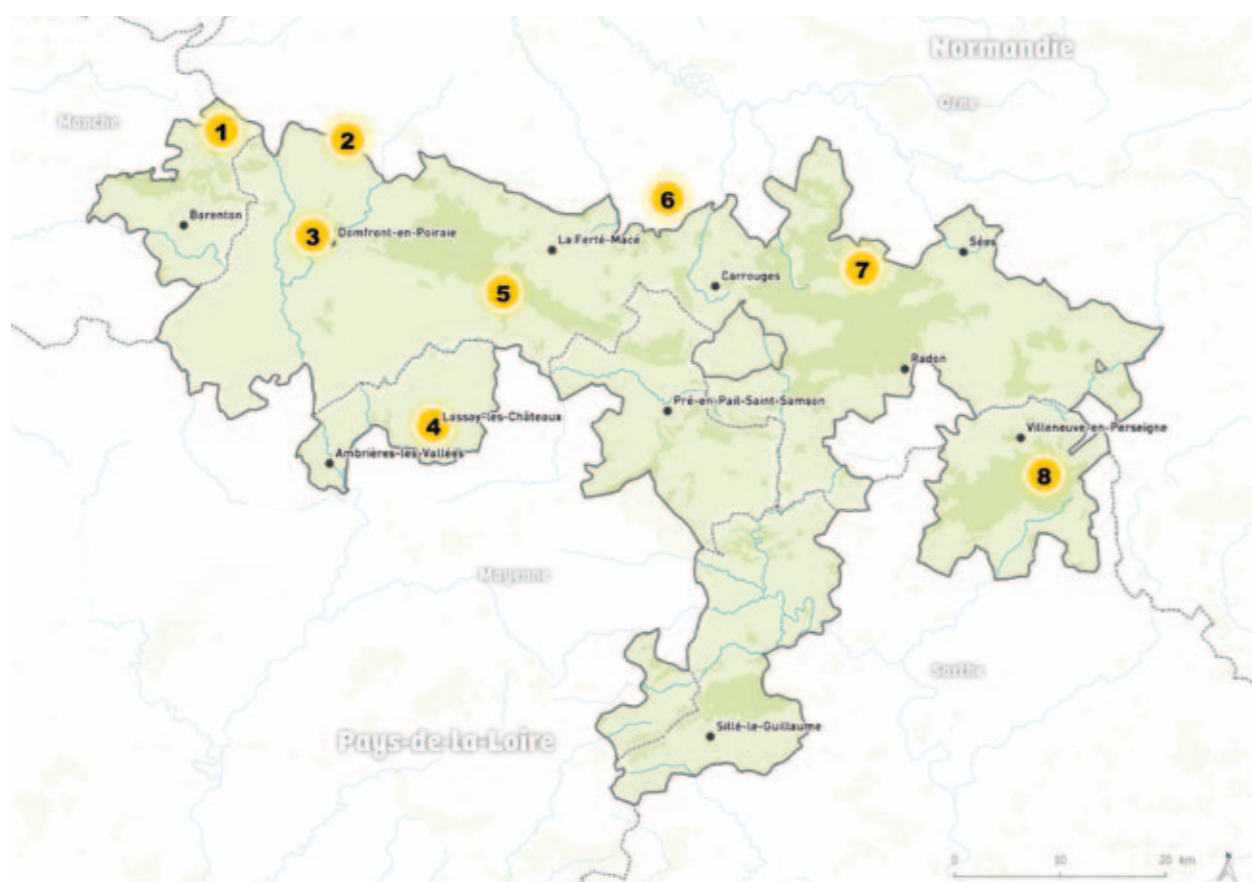 Normandie
Orne
Manche
1
2
6
Barenton
3
Domfront-en-Poiraie
La Ferté-Macé
Sées
7
Carrouges
5
Radon
Pré-en-Pail-Saint-Samson
4
Lassay-les-Châteaux
Villeneuve-en-Perseigne
Ambrières-les-Vallées
8
Mayenne
Sarthe
Sillé-le-Guillaume
Pays-de-La-Loire
0 10 20 km